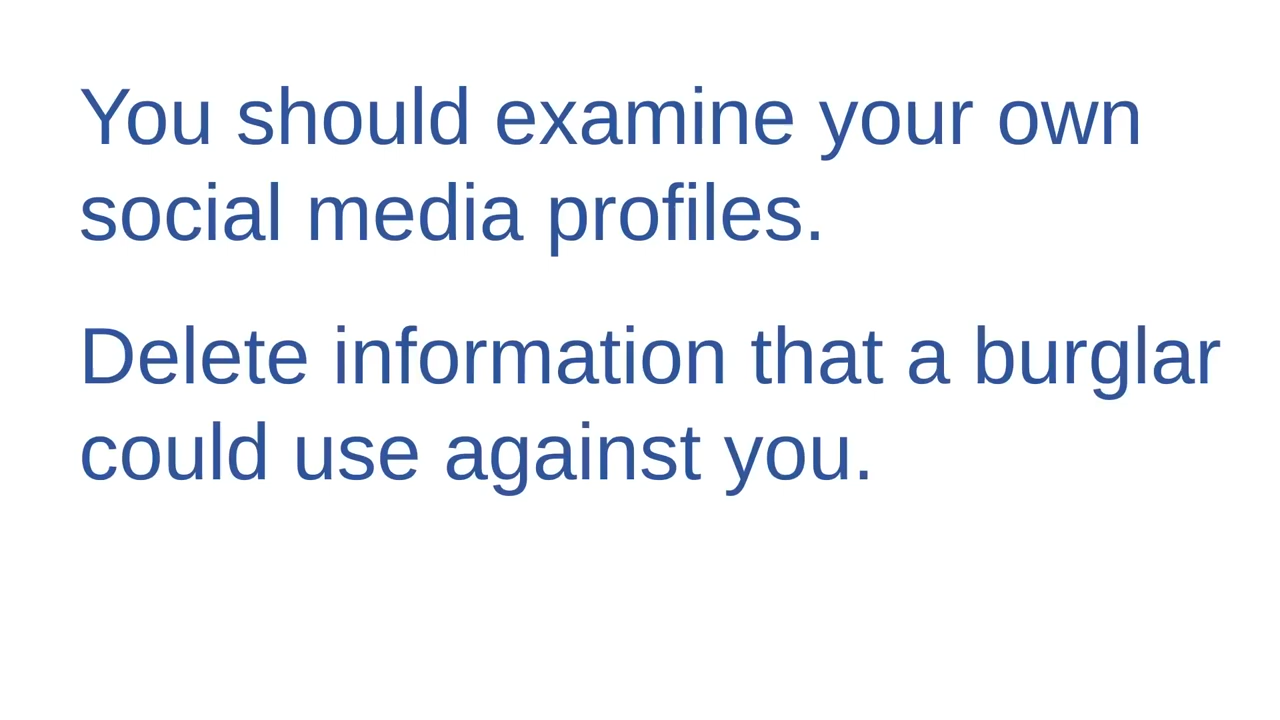 You should examine your own
social media profiles.
Delete information that a burglar
could use against you.